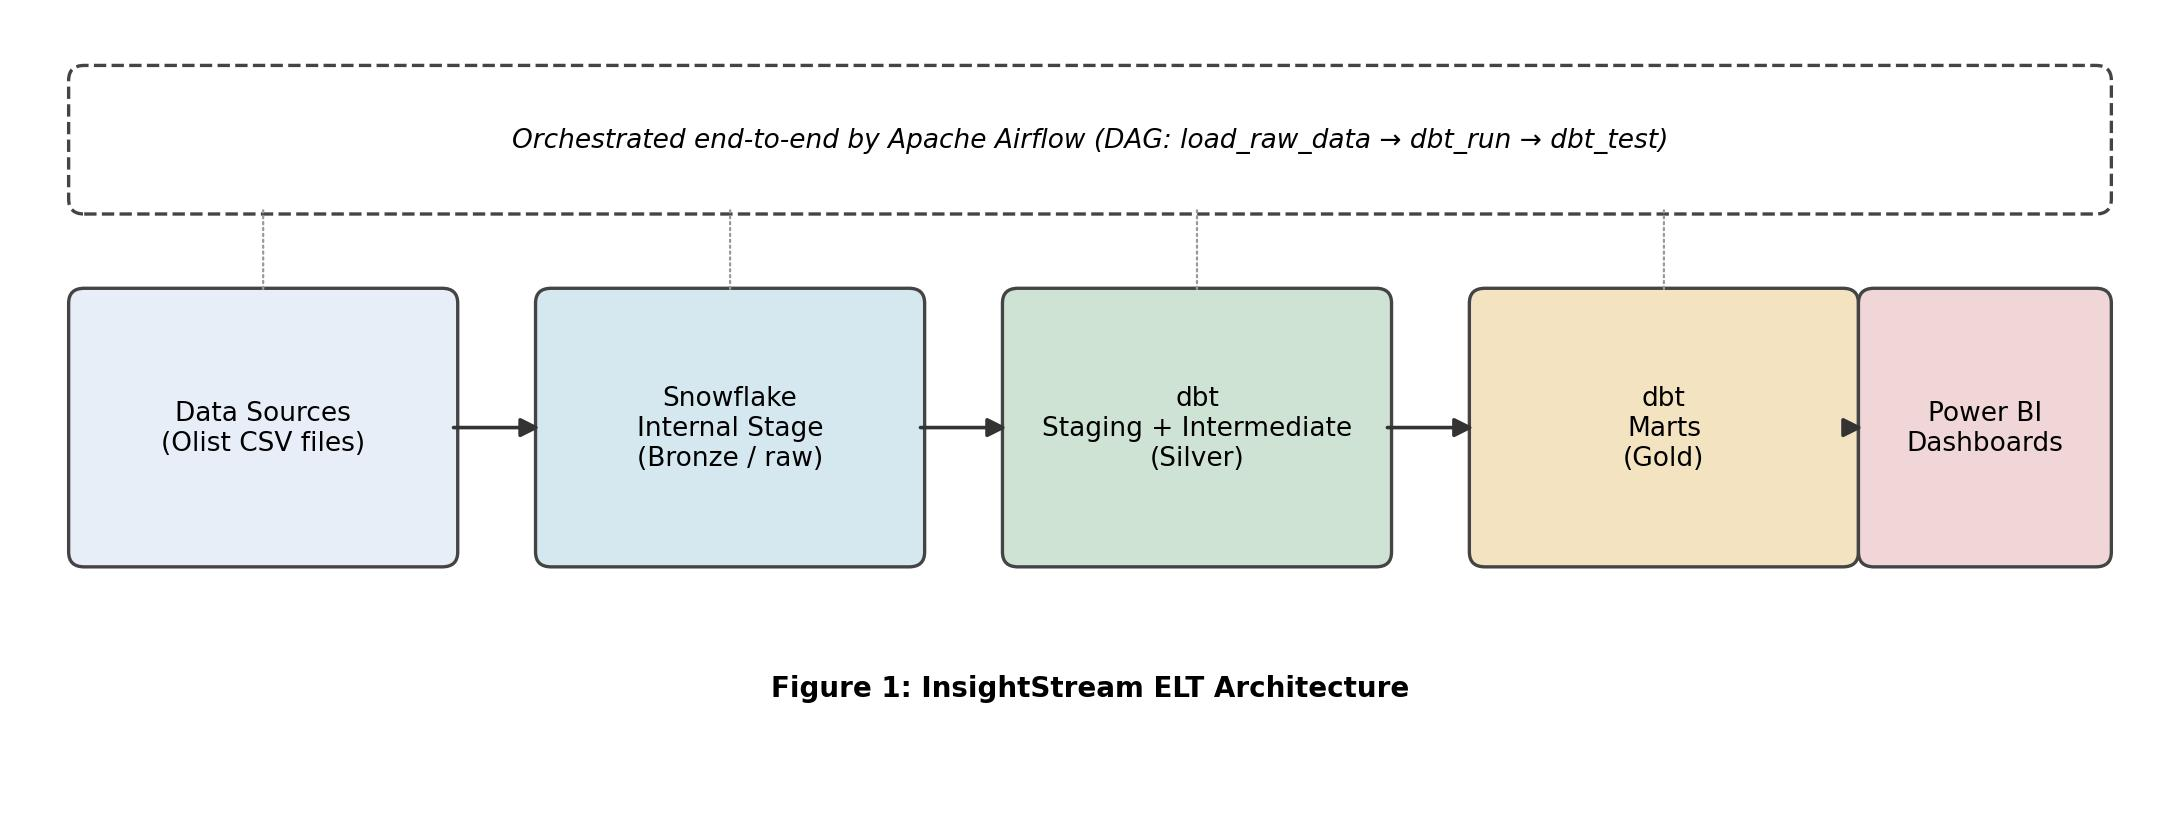 Orchestrated end-to-end by Apache Airflow (DAG: load_raw_data → dbt_run → dbt_test)
Data Sources
(Olist CSV files)
Snowflake
Internal Stage
(Bronze / raw)
dbt
Staging + Intermediate
(Silver)
dbt
Marts
(Gold)
Power BI
Dashboards
Figure 1: InsightStream ELT Architecture